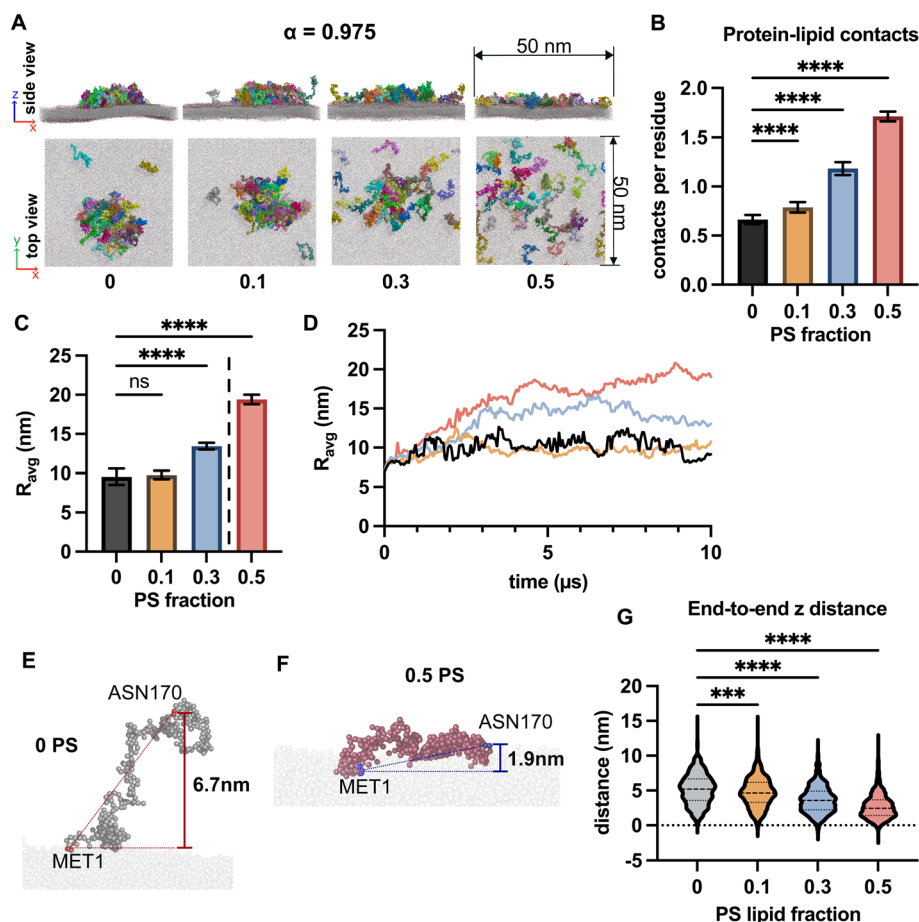 A
α = 0.975
side view
z
x
50 nm
top view
y
x
50 nm
0
0.1
0.3
0.5
B
Protein-lipid contacts
contacts per residue
2.0
1.5
1.0
0.5
0.0
****
****
****
0
0.1
0.3
0.5
PS fraction
C
R avg (nm)
25
20
15
10
5
0
****
****
ns
0
0.1
0.3
0.5
PS fraction
D
R avg (nm)
25
20
15
10
5
0
0
5
10
time (µs)
E
ASN170
0 PS
6.7nm
MET1
F
0.5 PS
ASN170
1.9nm
MET1
G
End-to-end z distance
distance (nm)
20
15
10
5
0
-5
****
****
***
0
0.1
0.3
0.5
PS lipid fraction